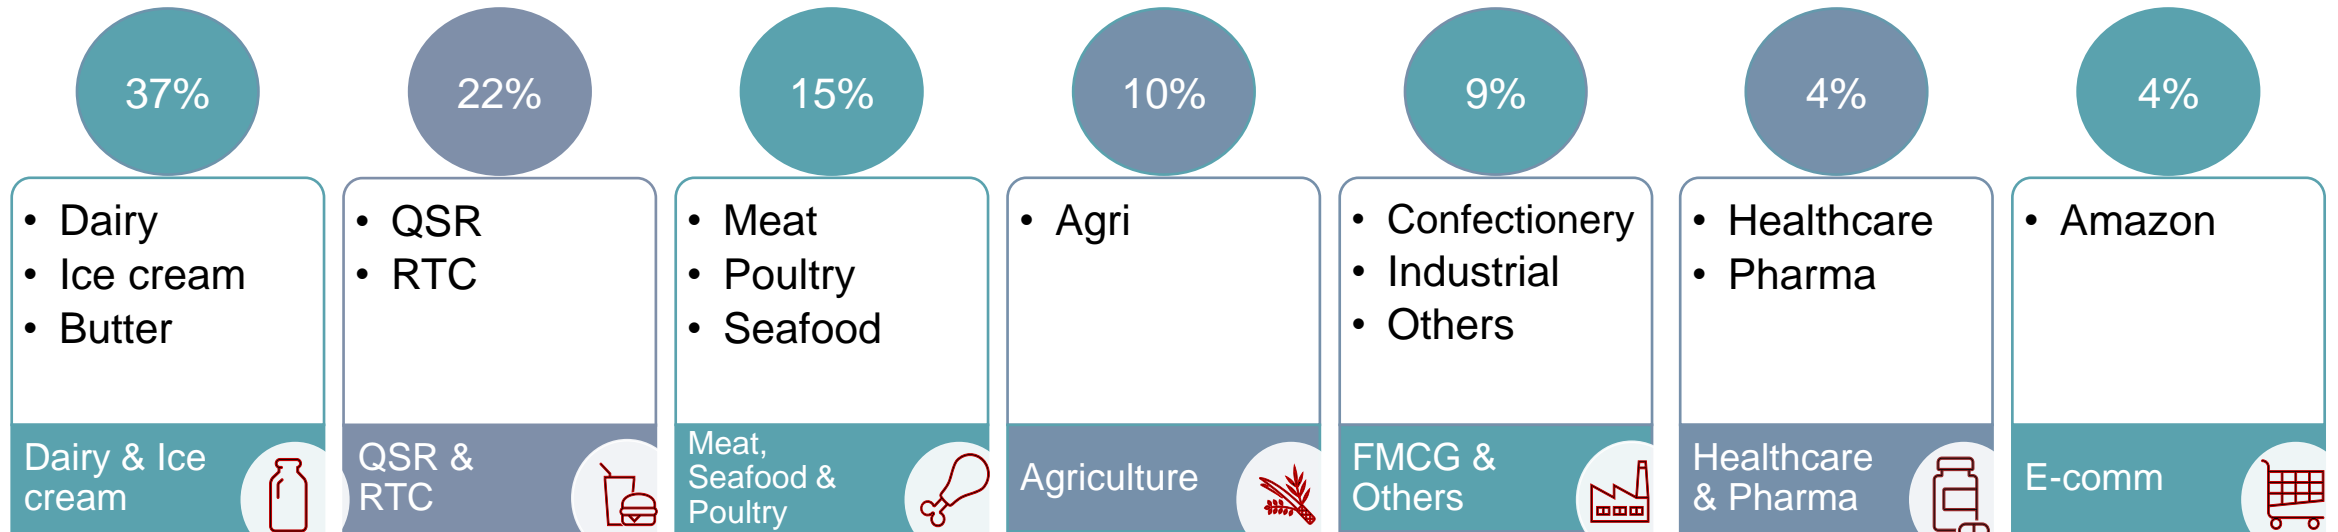 37%
22%
15%
10%
9%
4%
4%
• Dairy
• Ice cream
• Butter
• QSR
• RTC
• Meat
• Poultry
• Seafood
• Agri
• Confectionery
• Industrial
• Others
• Healthcare
• Pharma
• Amazon
Dairy & Ice
cream
QSR &
RTC
Meat,
Seafood &
Poultry
Agriculture
FMCG &
Others
Healthcare
& Pharma
E-comm